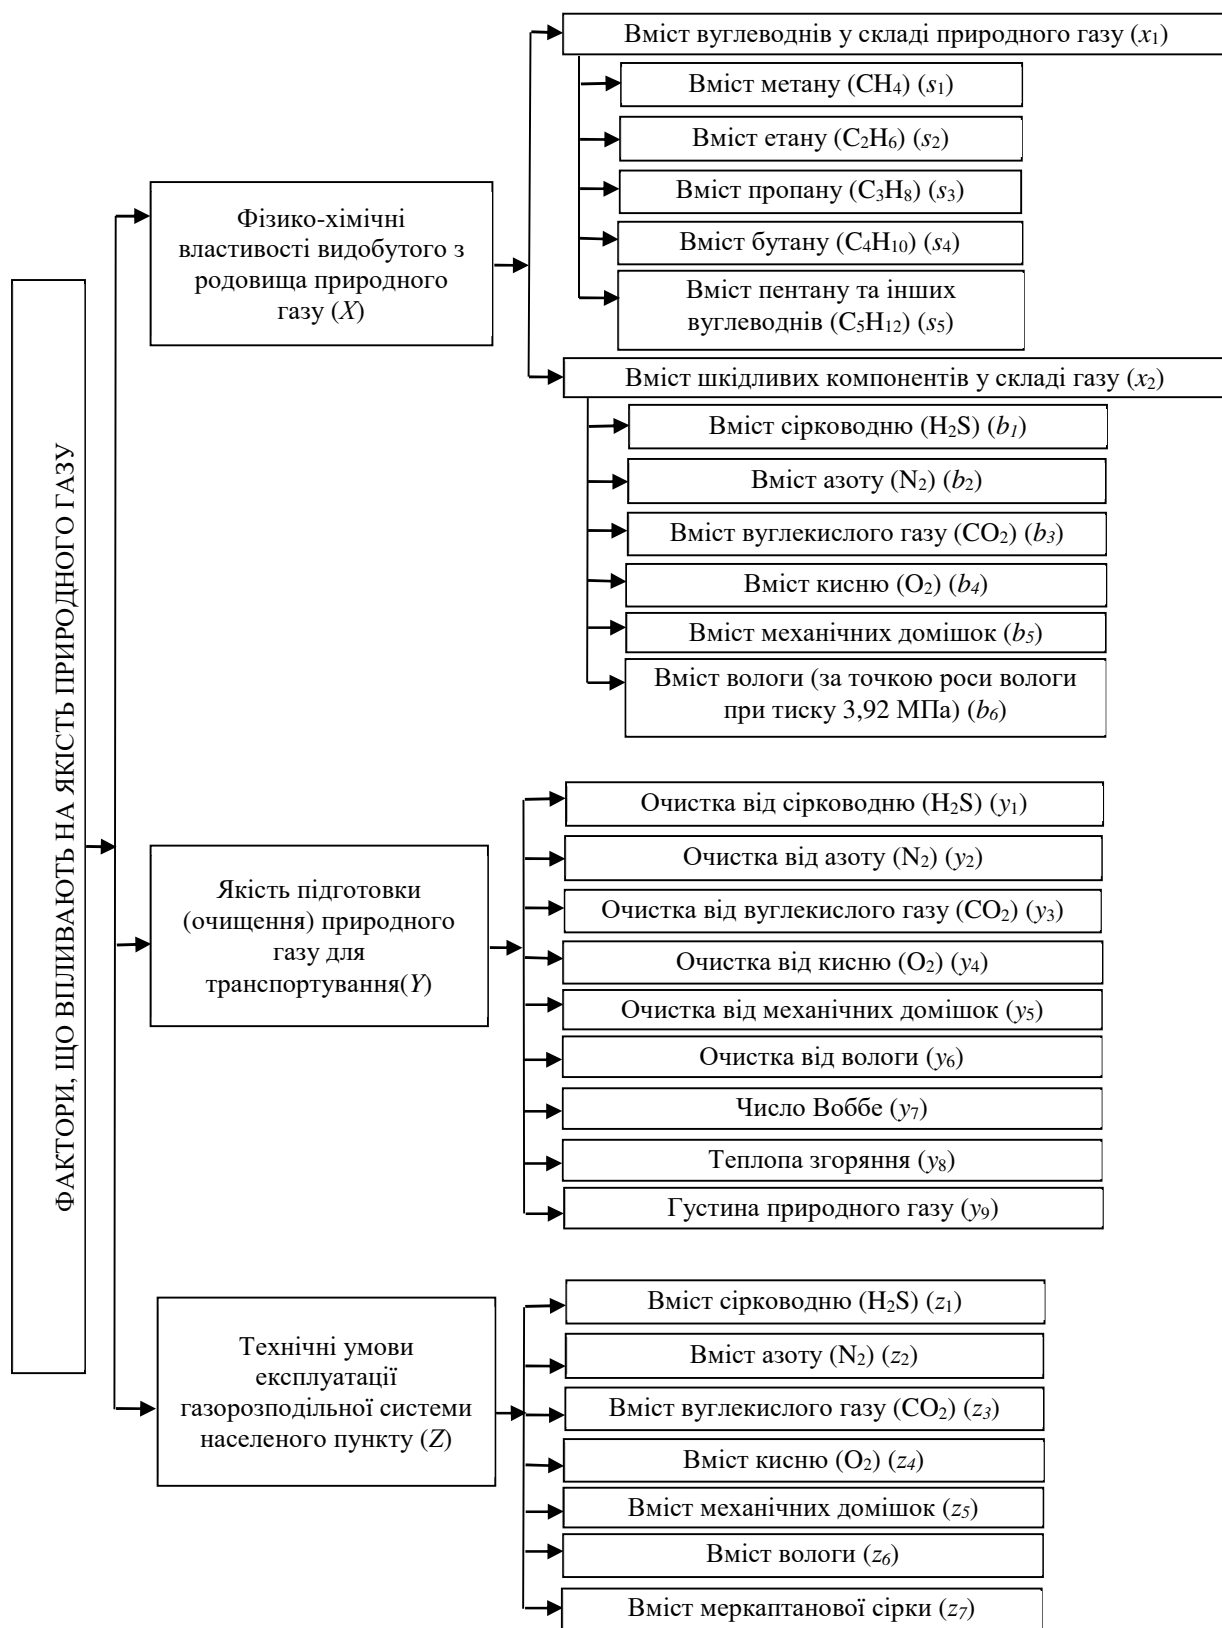 ФАКТОРИ, ЩО ВПЛИВАЮТЬ НА ЯКІСТЬ ПРИРОДНОГО ГАЗУ
Фізико-хімічні
властивості видобутого з
родовища природного
газу (X)
Вміст вуглеводнів у складі природного газу (x₁)
Вміст метану (CH₄) (s₁)
Вміст етану (C₂H₆) (s₂)
Вміст пропану (C₃H₈) (s₃)
Вміст бутану (C₄H₁₀) (s₄)
Вміст пентану та інших
вуглеводнів (C₅H₁₂) (s₅)
Вміст шкідливих компонентів у складі газу (x₂)
Вміст сірководню (H₂S) (b₁)
Вміст азоту (N₂) (b₂)
Вміст вуглекислого газу (CO₂) (b₃)
Вміст кисню (O₂) (b₄)
Вміст механічних домішок (b₅)
Вміст вологи (за точкою роси вологи
при тиску 3,92 МПа) (b₆)
Якість підготовки
(очищення) природного
газу для
транспортування(Y)
Очистка від сірководню (H₂S) (y₁)
Очистка від азоту (N₂) (y₂)
Очистка від вуглекислого газу (CO₂) (y₃)
Очистка від кисню (O₂) (y₄)
Очистка від механічних домішок (y₅)
Очистка від вологи (y₆)
Число Воббе (y₇)
Теплопа згоряння (y₈)
Густина природного газу (y₉)
Технічні умови
експлуатації
газорозподільної системи
населеного пункту (Z)
Вміст сірководню (H₂S) (z₁)
Вміст азоту (N₂) (z₂)
Вміст вуглекислого газу (CO₂) (z₃)
Вміст кисню (O₂) (z₄)
Вміст механічних домішок (z₅)
Вміст вологи (z₆)
Вміст меркаптанової сірки (z₇)